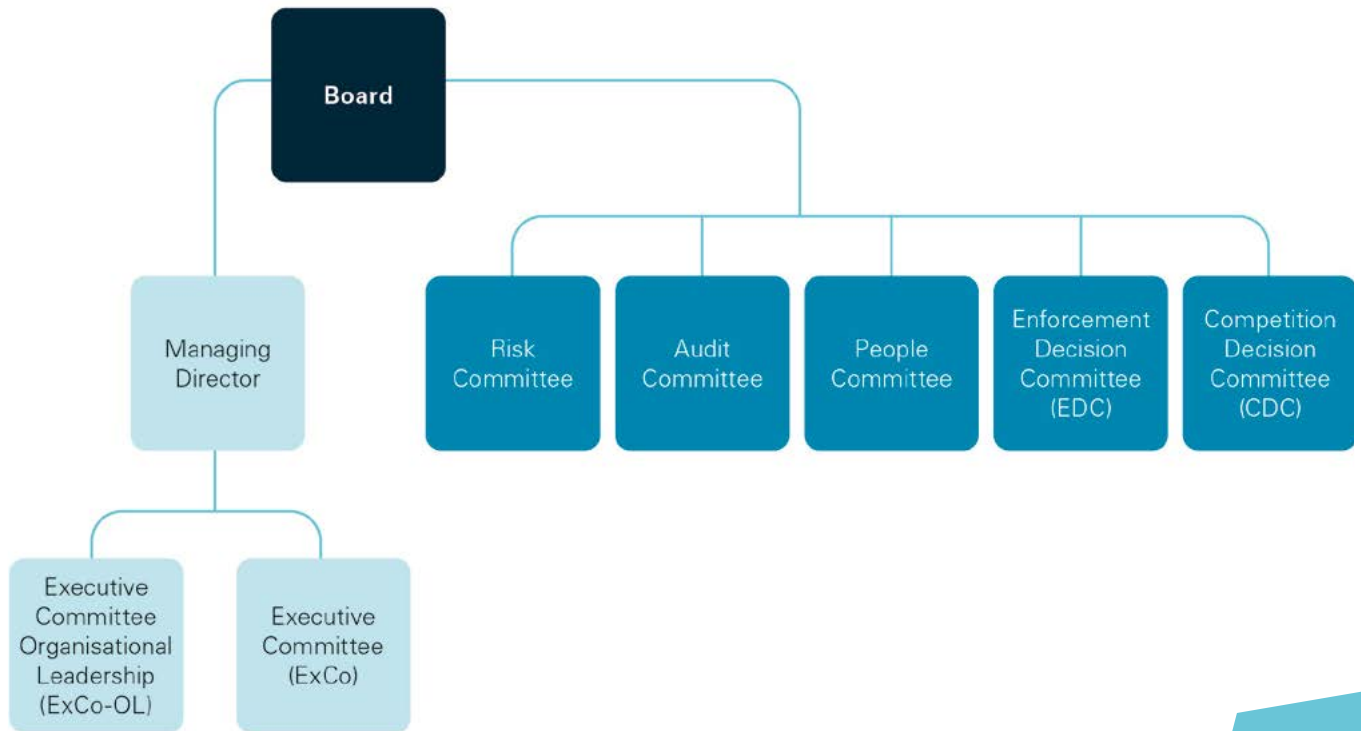 Board
Managing
Director
Risk
Committee
Audit
Committee
People
Committee
Enforcement
Decision
Committee
(EDC)
Competition
Decision
Committee
(CDC)
Executive
Committee
Organisational
Leadership
(ExCo-OL)
Executive
Committee
(ExCo)